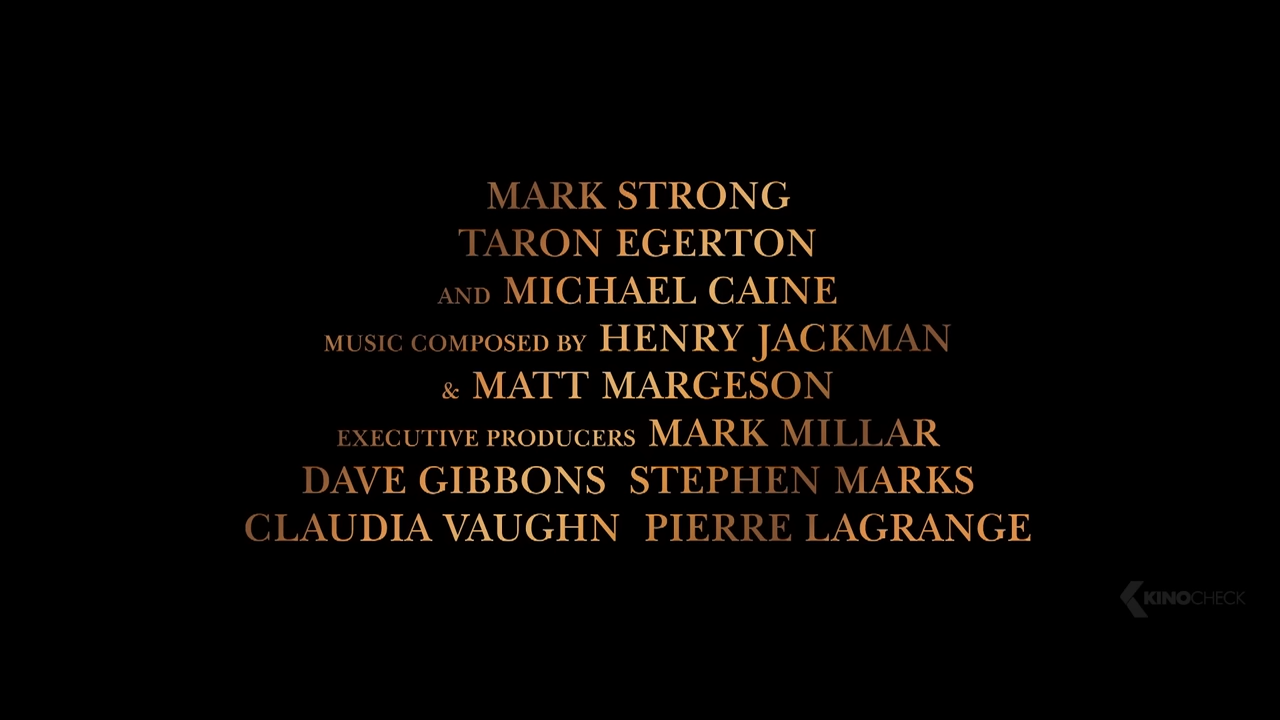 MARK STRONG
TARON EGERTON
AND MICHAEL CAINE
MUSIC COMPOSED BY HENRY JACKMAN
& MATT MARGESON
EXECUTIVE PRODUCERS MARK MILLAR
DAVE GIBBONS STEPHEN MARKS
CLAUDIA VAUGHN PIERRE LAGRANGE
KINOCHECK